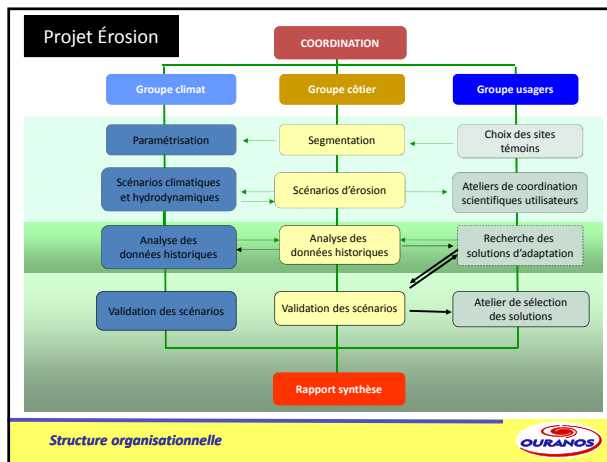 Projet Érosion
COORDINATION
Groupe climat
Groupe côtier
Groupe usagers
Paramétrisation
Segmentation
Choix des sites
témoins
Scénarios climatiques
et hydrodynamiques
Scénarios d'érosion
Ateliers de coordination
scientifiques utilisateurs
Analyse des
données historiques
Analyse des
données historiques
Recherche des
solutions d'adaptation
Validation des scénarios
Validation des scénarios
Atelier de sélection
des solutions
Rapport synthèse
Structure organisationnelle
OURANOS